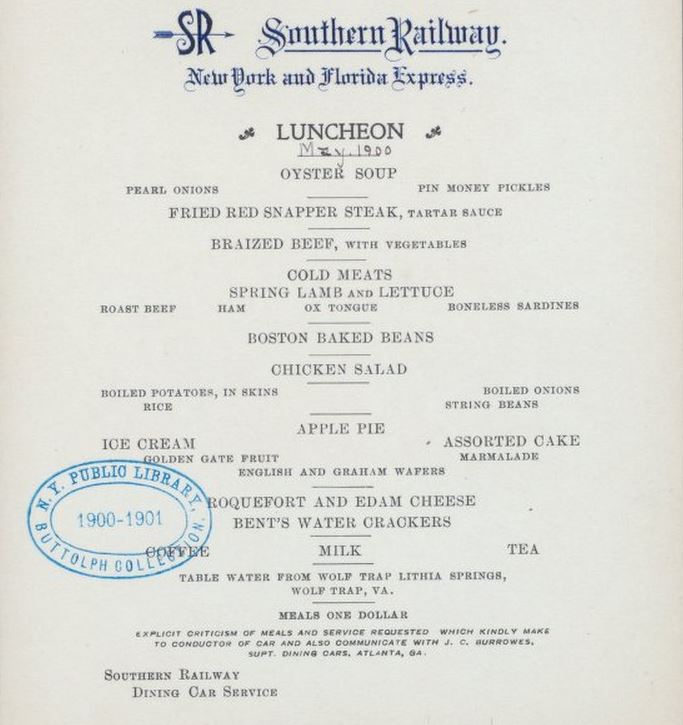 SR Southern Railway.
New York and Florida Express.
LUNCHEON
May. 1900
OYSTER SOUP
PEARL ONIONS PIN MONEY PICKLES
FRIED RED SNAPPER STEAK, TARTAR SAUCE
BRAIZED BEEF, WITH VEGETABLES
COLD MEATS
SPRING LAMB AND LETTUCE
ROAST BEEF HAM OX TONGUE BONELESS SARDINES
BOSTON BAKED BEANS
CHICKEN SALAD
BOILED POTATOES, IN SKINS BOILED ONIONS
RICE STRING BEANS
APPLE PIE
ICE CREAM ASSORTED CAKE
GOLDEN GATE FRUIT MARMALADE
ENGLISH AND GRAHAM WAFERS
ROQUEFORT AND EDAM CHEESE
BENT'S WATER CRACKERS
COFFEE MILK TEA
N.Y. PUBLIC LIBRARY,
1900-1901
BUTTOLPH COLLECTION.
TABLE WATER FROM WOLF TRAP LITHIA SPRINGS,
WOLF TRAP, VA.
MEALS ONE DOLLAR
EXPLICIT CRITICISM OF MEALS AND SERVICE REQUESTED WHICH KINDLY MAKE
TO CONDUCTOR OF CAR AND ALSO COMMUNICATE WITH J. C. BURROWES,
SUPT. DINING CARS, ATLANTA, GA.
SOUTHERN RAILWAY
DINING CAR SERVICE